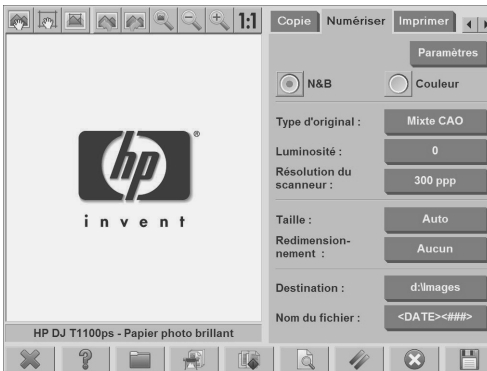 1:1
Copie Numériser Imprimer
Paramètres
N&B Couleur
Type d'original : Mixte CAO
Luminosité : 0
Résolution du
scanneur : 300 ppp
Taille : Auto
Redimension-
nement : Aucun
Destination : d:\Images
Nom du fichier : <DATE><###>
hp ®
invent
HP DJ T1100ps - Papier photo brillant